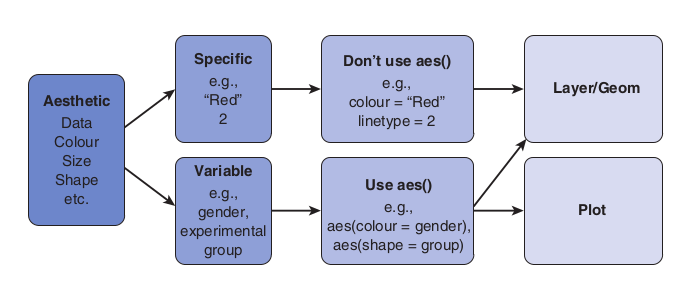 Aesthetic
Data
Colour
Size
Shape
etc.
Specific
e.g.,
“Red”
2
Don’t use aes()
e.g.,
colour = “Red”
linetype = 2
Layer/Geom
Variable
e.g.,
gender,
experimental
group
Use aes()
e.g.,
aes(colour = gender),
aes(shape = group)
Plot